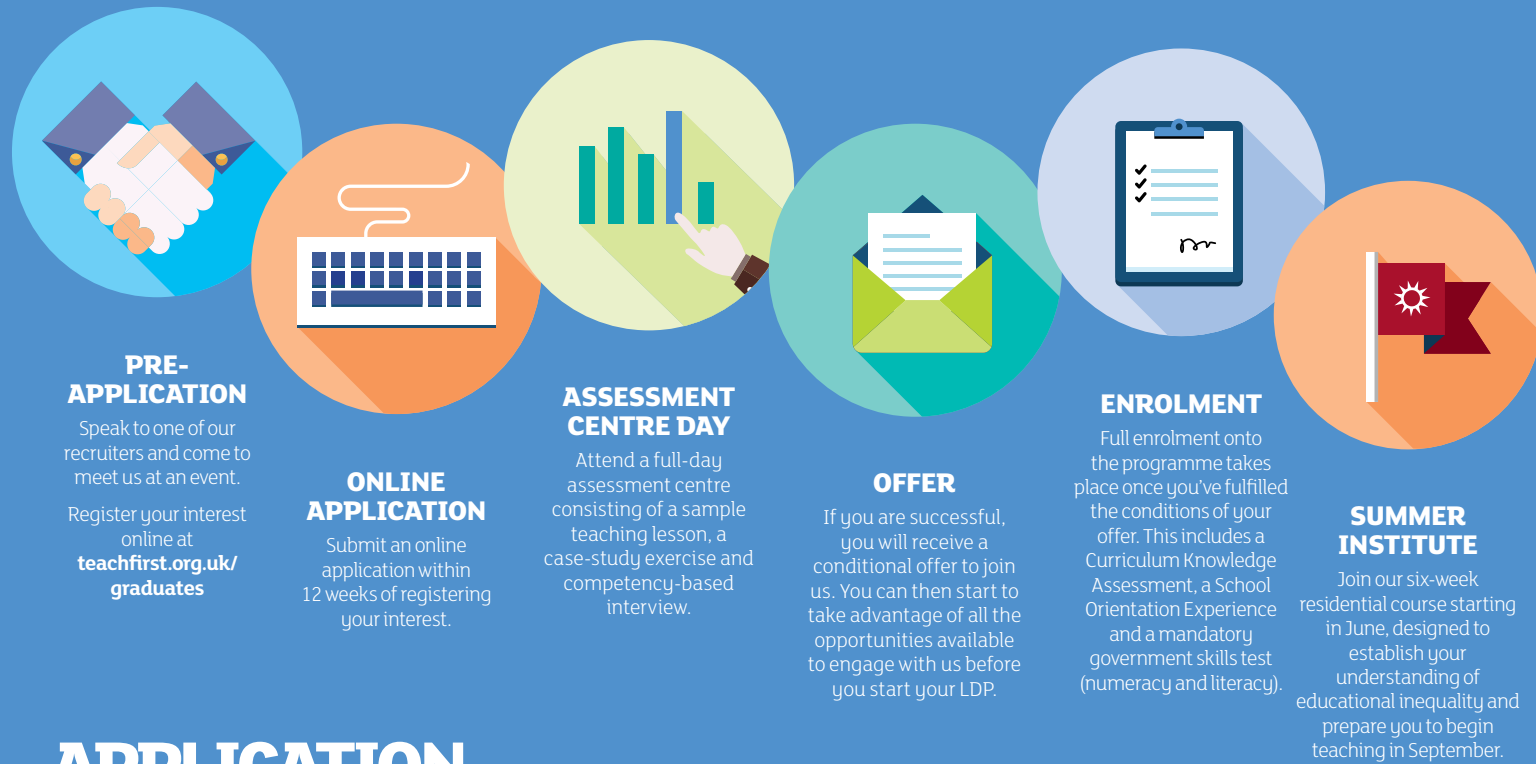 PRE-
APPLICATION
Speak to one of our
recruiters and come to
meet us at an event.
Register your interest
online at
teachfirst.org.uk/
graduates
ONLINE
APPLICATION
Submit an online
application within
12 weeks of registering
your interest.
ASSESSMENT
CENTRE DAY
Attend a full-day
assessment centre
consisting of a sample
teaching lesson, a
case-study exercise and
competency-based
interview.
OFFER
If you are successful,
you will receive a
conditional offer to join
us. You can then start to
take advantage of all the
opportunities available
to engage with us before
you start your LDP.
ENROLMENT
Full enrolment onto
the programme takes
place once you've fulfilled
the conditions of your
offer. This includes a
Curriculum Knowledge
Assessment, a School
Orientation Experience
and a mandatory
government skills test
(numeracy and literacy).
SUMMER
INSTITUTE
Join our six-week
residential course starting
in June, designed to
establish your
understanding of
educational inequality and
prepare you to begin
teaching in September.
APPLICATION